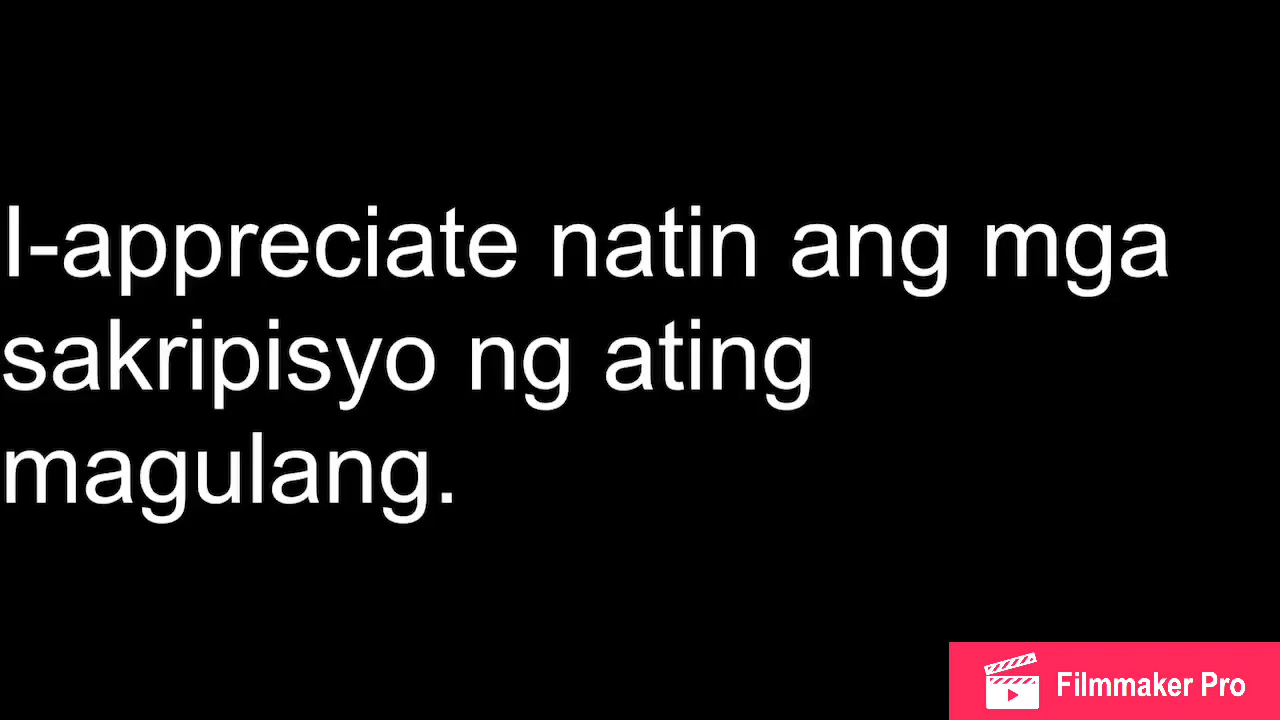 I-appreciate natin ang mga
sakripisyo ng ating
magulang.
Filmmaker Pro